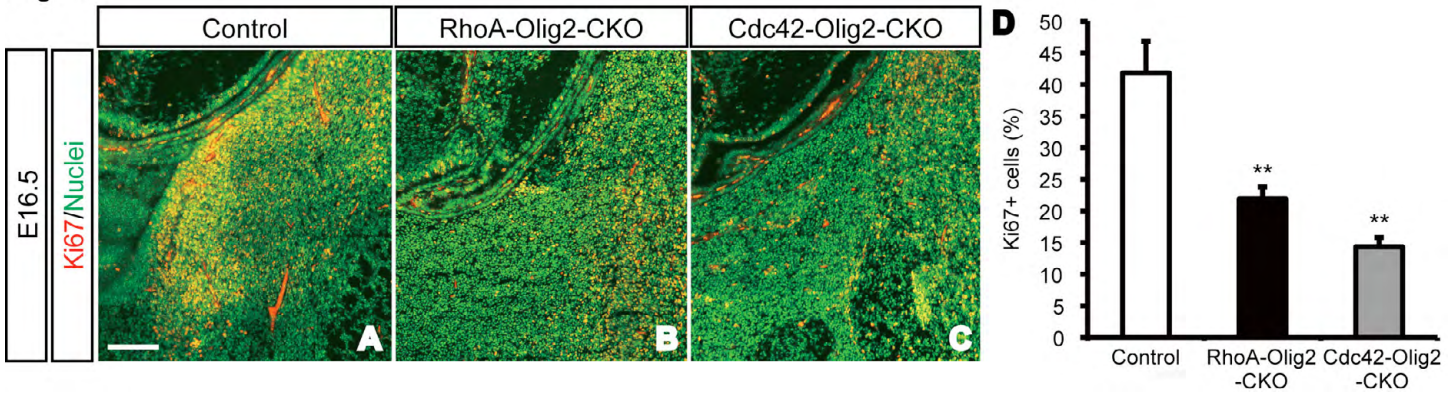 Control
RhoA-Olig2-CKO
Cdc42-Olig2-CKO
E16.5
Ki67/Nuclei
A
B
C
D
Ki67+ cells (%)
50
45
40
35
30
25
20
15
10
5
0
**
**
Control
RhoA-Olig2
-CKO
Cdc42-Olig2
-CKO